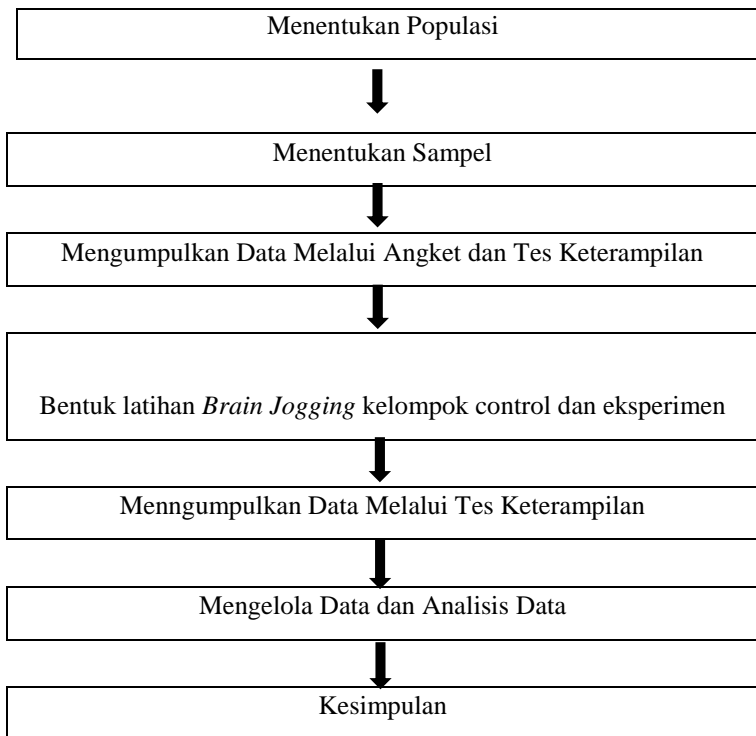 Menentukan Populasi
Menentukan Sampel
Mengumpulkan Data Melalui Angket dan Tes Keterampilan
Bentuk latihan Brain Jogging kelompok control dan eksperimen
Menngumpulkan Data Melalui Tes Keterampilan
Mengelola Data dan Analisis Data
Kesimpulan